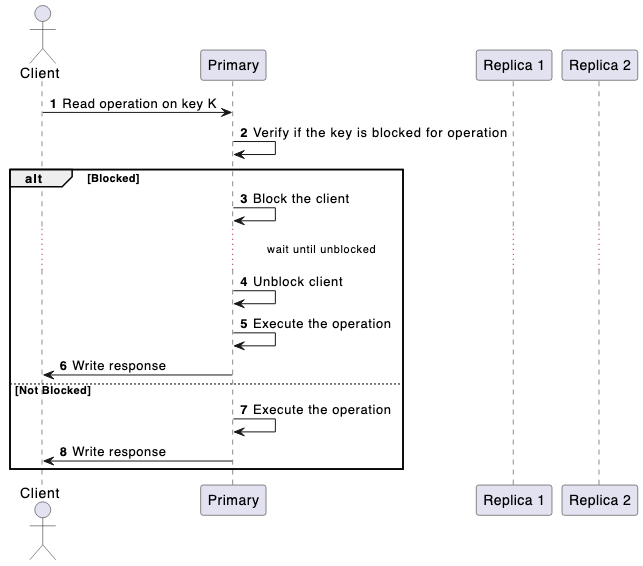 Client
Primary
Replica 1
Replica 2
1 Read operation on key K
2 Verify if the key is blocked for operation
alt
[Blocked]
3 Block the client
wait until unblocked
4 Unblock client
5 Execute the operation
6 Write response
[Not Blocked]
7 Execute the operation
8 Write response
Client
Primary
Replica 1
Replica 2